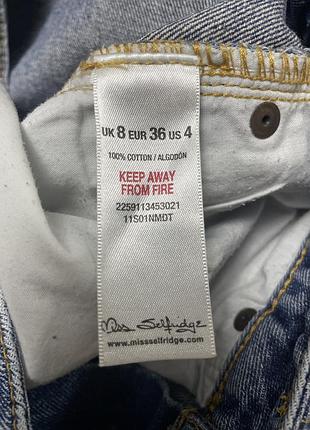 UK 8 EUR 36 US 4
100% COTTON / ALGODÓN
KEEP AWAY
FROM FIRE
2259113453021
11S01NMDT
Miss Selfridge
www.missselfridge.com